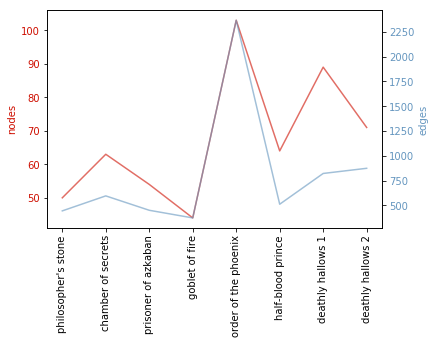 100
90
80
70
60
50
nodes
2250
2000
1750
1500
1250
1000
750
500
edges
philosopher's stone
chamber of secrets
prisoner of azkaban
goblet of fire
order of the phoenix
half-blood prince
deathly hallows 1
deathly hallows 2